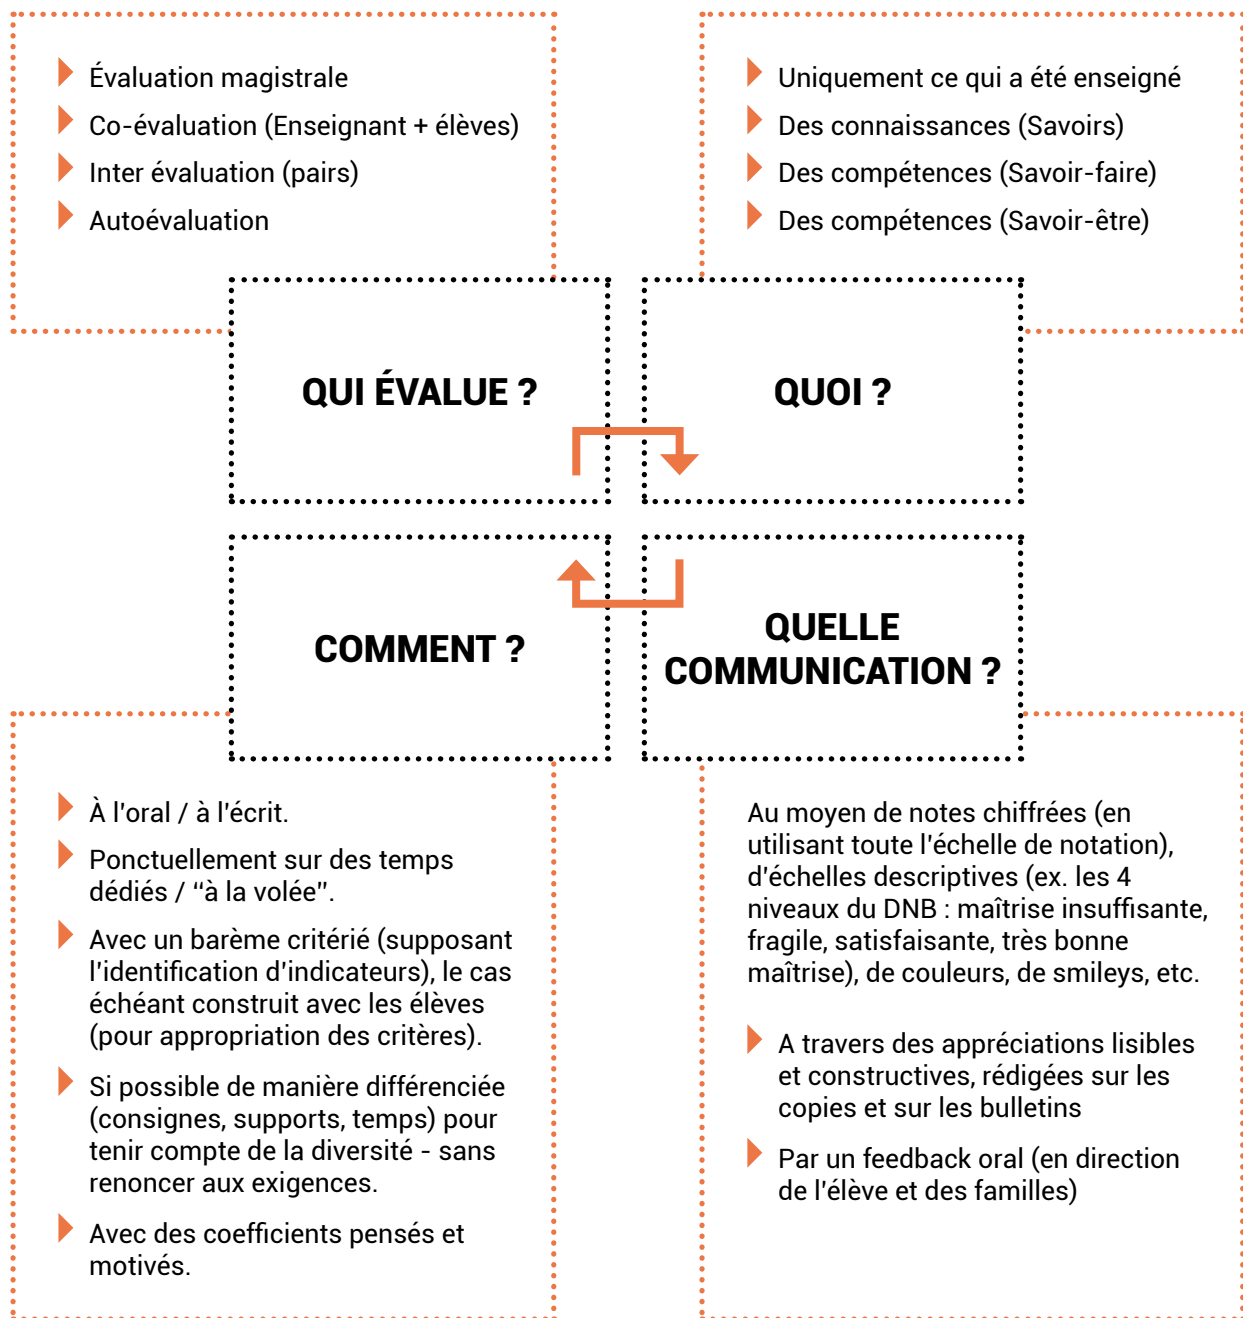 Évaluation magistrale
Co-évaluation (Enseignant + élèves)
Inter évaluation (pairs)
Autoévaluation
Uniquement ce qui a été enseigné
Des connaissances (Savoirs)
Des compétences (Savoir-faire)
Des compétences (Savoir-être)
QUI ÉVALUE ?
QUOI ?
COMMENT ?
QUELLE
COMMUNICATION ?
À l'oral / à l'écrit.
Ponctuellement sur des temps
dédiés / “à la volée”.
Avec un barème critérié (supposant
l'identification d'indicateurs), le cas
échéant construit avec les élèves
(pour appropriation des critères).
Si possible de manière différenciée
(consignes, supports, temps) pour
tenir compte de la diversité - sans
renoncer aux exigences.
Avec des coefficients pensés et
motivés.
Au moyen de notes chiffrées (en
utilisant toute l'échelle de notation),
d'échelles descriptives (ex. les 4
niveaux du DNB : maîtrise insuffisante,
fragile, satisfaisante, très bonne
maîtrise), de couleurs, de smileys, etc.
A travers des appréciations lisibles
et constructives, rédigées sur les
copies et sur les bulletins
Par un feedback oral (en direction
de l'élève et des familles)